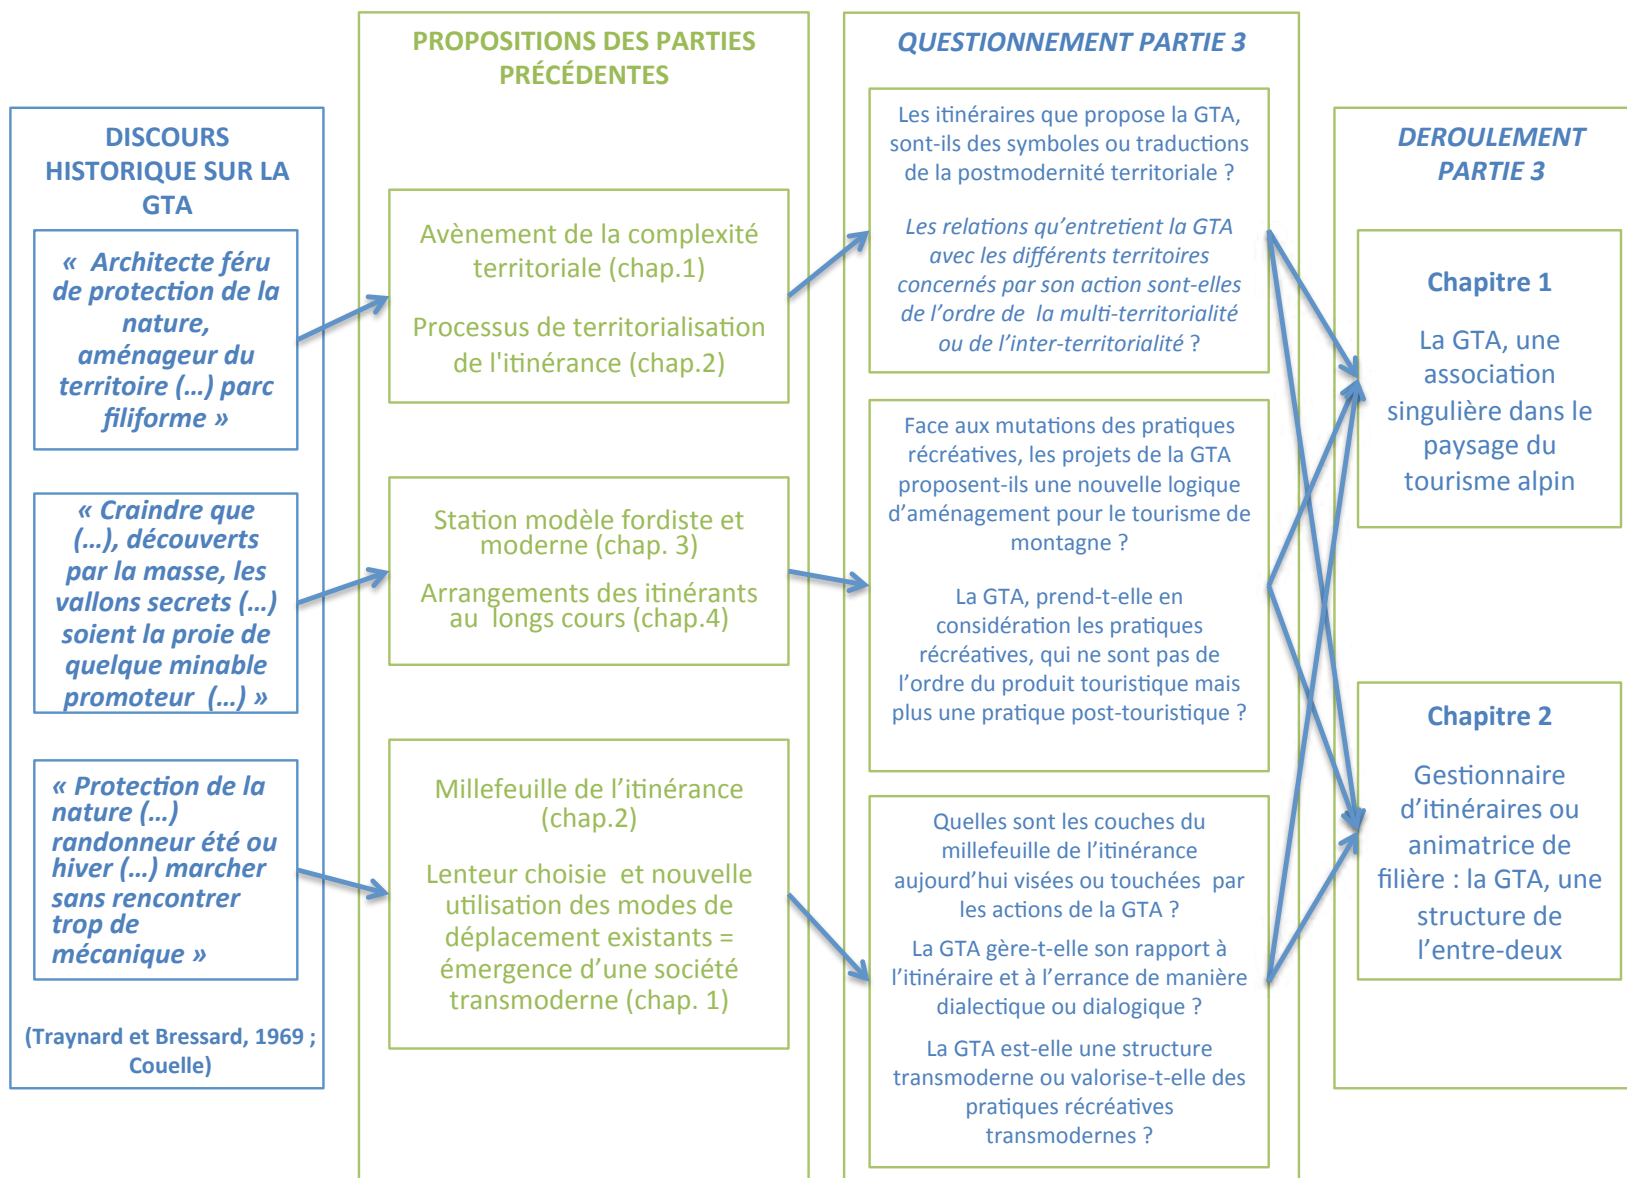 DISCOURS
HISTORIQUE SUR LA
GTA
« Architecte féru
de protection de la
nature,
aménageur du
territoire (…) parc
filiforme »
« Craindre que
(…), découverts
par la masse, les
vallons secrets (…)
soient la proie de
quelque minable
promoteur (…) »
« Protection de la
nature (…)
randonneur été ou
hiver (…) marcher
sans rencontrer
trop de
mécanique »
(Traynard et Bressard, 1969 ;
Couelle)
PROPOSITIONS DES PARTIES
PRÉCÉDENTES
Avènement de la complexité
territoriale (chap.1)
Processus de territorialisation
de l'itinérance (chap.2)
Station modèle fordiste et
moderne (chap. 3)
Arrangements des itinérants
au longs cours (chap.4)
Millefeuille de l’itinérance
(chap.2)
Lenteur choisie et nouvelle
utilisation des modes de
déplacement existants =
émergence d’une société
transmoderne (chap. 1)
QUESTIONNEMENT PARTIE 3
Les itinéraires que propose la GTA,
sont-ils des symboles ou traductions
de la postmodernité territoriale ?
Les relations qu’entretient la GTA
avec les différents territoires
concernés par son action sont-elles
de l’ordre de la multi-territorialité
ou de l’inter-territorialité ?
Face aux mutations des pratiques
récréatives, les projets de la GTA
proposent-ils une nouvelle logique
d’aménagement pour le tourisme de
montagne ?
La GTA, prend-t-elle en
considération les pratiques
récréatives, qui ne sont pas de
l’ordre du produit touristique mais
plus une pratique post-touristique ?
Quelles sont les couches du
millefeuille de l’itinérance
aujourd’hui visées ou touchées par
les actions de la GTA ?
La GTA gère-t-elle son rapport à
l’itinéraire et à l’errance de manière
dialectique ou dialogique ?
La GTA est-elle une structure
transmoderne ou valorise-t-elle des
pratiques récréatives
transmodernes ?
DEROULEMENT
PARTIE 3
Chapitre 1
La GTA, une
association
singulière dans le
paysage du
tourisme alpin
Chapitre 2
Gestionnaire
d’itinéraires ou
animatrice de
filière : la GTA, une
structure de
l’entre-deux